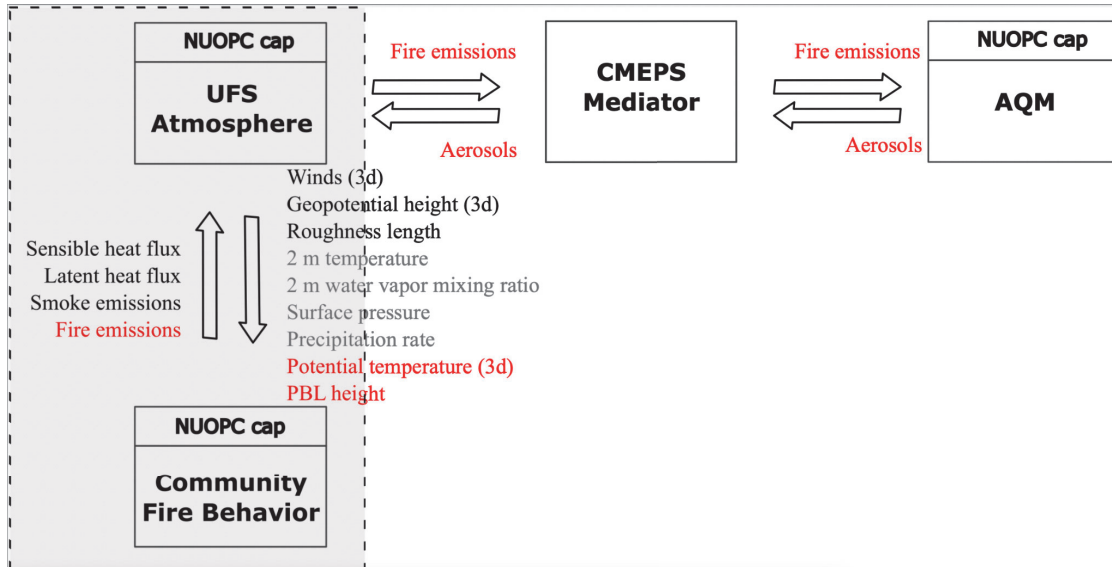 NUOPC cap
UFS
Atmosphere
Fire emissions
Aerosols
CMEPS
Mediator
Fire emissions
Aerosols
NUOPC cap
AQM
Sensible heat flux
Latent heat flux
Smoke emissions
Fire emissions
Winds (3d)
Geopotential height (3d)
Roughness length
2 m temperature
2 m water vapor mixing ratio
Surface pressure
Precipitation rate
Potential temperature (3d)
PBL height
NUOPC cap
Community
Fire Behavior